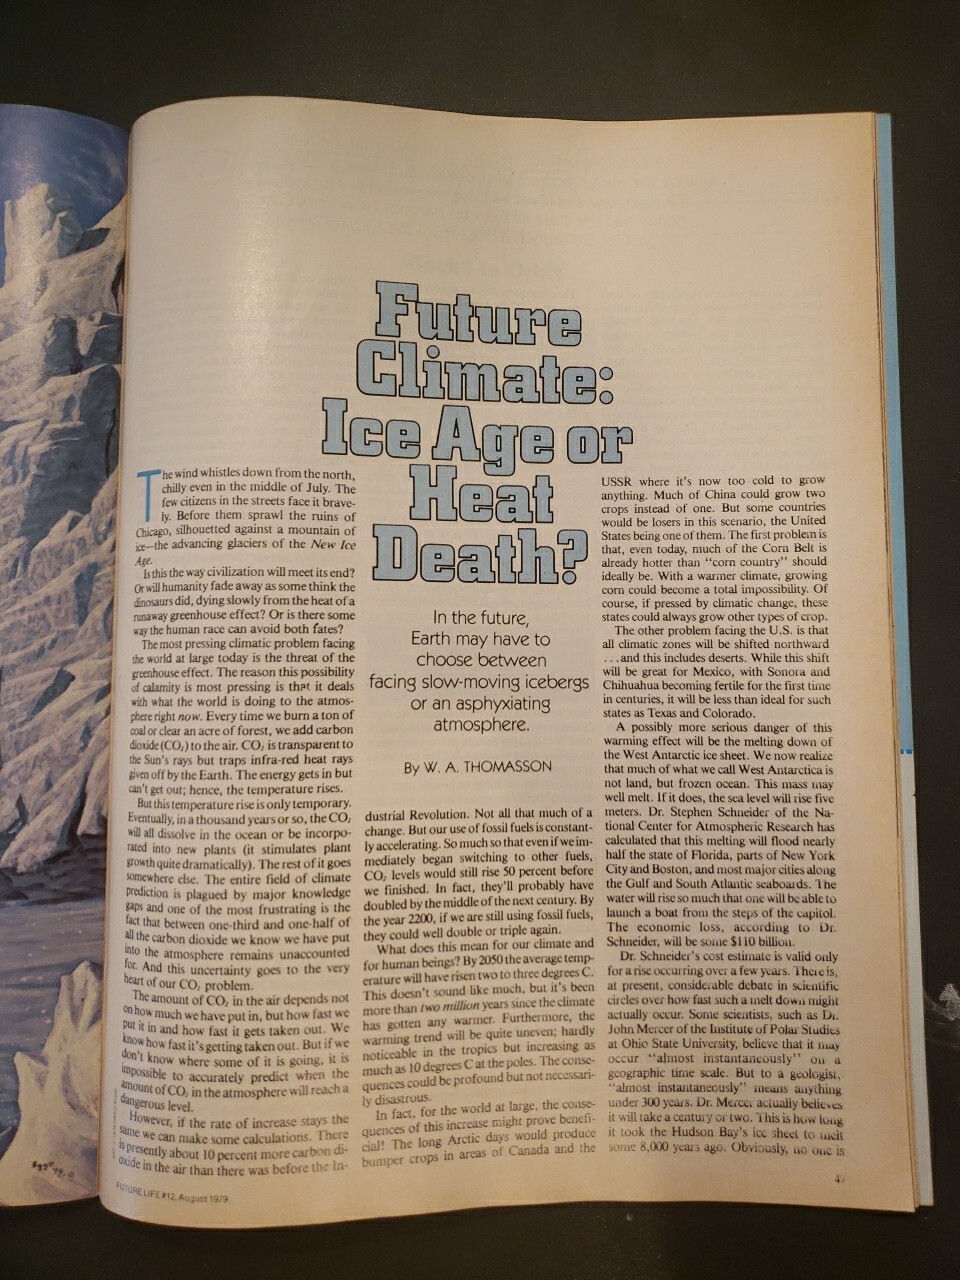 Future
Climate:
Ice Age or
Heat
Death?
In the future,
Earth may have to
choose between
facing slow-moving icebergs
or an asphyxiating
atmosphere.
By W. A. THOMASSON
The wind whistles down from the north,
chilly even in the middle of July. The
few citizens in the streets face it brave-
ly. Before them sprawl the ruins of
Chicago, silhouetted against a mountain of
ice—the advancing glaciers of the New Ice
Age.
Is this the way civilization will meet its end?
Or will humanity fade away as some think the
dinosaurs did, dying slowly from the heat of a
runaway greenhouse effect? Or is there some
way the human race can avoid both fates?
The most pressing climatic problem facing
the world at large today is the threat of the
greenhouse effect. The reason this possibility
of calamity is most pressing is that it deals
with what the world is doing to the atmos-
phere right now. Every time we burn a ton of
coal or clear an acre of forest, we add carbon
dioxide (CO₂) to the air. CO₂ is transparent to
the Sun's rays but traps infra-red heat rays
given off by the Earth. The energy gets in but
can't get out; hence, the temperature rises.
But this temperature rise is only temporary.
Eventually, in a thousand years or so, the CO₂
will all dissolve in the ocean or be incorpo-
rated into new plants (it stimulates plant
growth quite dramatically). The rest of it goes
somewhere else. The entire field of climate
prediction is plagued by major knowledge
gaps and one of the most frustrating is the
fact that between one-third and one-half of
all the carbon dioxide we know we have put
into the atmosphere remains unaccounted
for. And this uncertainty goes to the very
heart of our CO₂ problem.
The amount of CO₂ in the air depends not
on how much we have put in, but how fast we
put it in and how fast it gets taken out. We
know how fast it's getting taken out. But if we
don't know where some of it is going, it is
impossible to accurately predict when the
amount of CO₂ in the atmosphere will reach a
dangerous level.
However, if the rate of increase stays the
same we can make some calculations. There
is presently about 10 percent more carbon di-
oxide in the air than there was before the In-
dustrial Revolution. Not all that much of a
change. But our use of fossil fuels is constant-
ly accelerating. So much so that even if we im-
mediately began switching to other fuels,
CO₂ levels would still rise 50 percent before
we finished. In fact, they'll probably have
doubled by the middle of the next century. By
the year 2200, if we are still using fossil fuels,
they could well double or triple again.
What does this mean for our climate and
for human beings? By 2050 the average temp-
erature will have risen two to three degrees C.
This doesn't sound like much, but it's been
more than two million years since the climate
has gotten any warmer. Furthermore, the
warming trend will be quite uneven; hardly
noticeable in the tropics but increasing as
much as 10 degrees C at the poles. The conse-
quences could be profound but not necessari-
ly disastrous.
In fact, for the world at large, the conse-
quences of this increase might prove benefi-
cial! The long Arctic days would produce
bumper crops in areas of Canada and the
USSR where it's now too cold to grow
anything. Much of China could grow two
crops instead of one. But some countries
would be losers in this scenario, the United
States being one of them. The first problem is
that, even today, much of the Corn Belt is
already hotter than "corn country" should
ideally be. With a warmer climate, growing
corn could become a total impossibility. Of
course, if pressed by climatic change, these
states could always grow other types of crop.
The other problem facing the U.S. is that
all climatic zones will be shifted northward
...and this includes deserts. While this shift
will be great for Mexico, with Sonora and
Chihuahua becoming fertile for the first time
in centuries, it will be less than ideal for such
states as Texas and Colorado.
A possibly more serious danger of this
warming effect will be the melting down of
the West Antarctic ice sheet. We now realize
that much of what we call West Antarctica is
not land, but frozen ocean. This mass may
well melt. If it does, the sea level will rise five
meters. Dr. Stephen Schneider of the Na-
tional Center for Atmospheric Research has
calculated that this melting will flood nearly
half the state of Florida, parts of New York
City and Boston, and most major cities along
the Gulf and South Atlantic seaboards. The
water will rise so much that one will be able to
launch a boat from the steps of the capitol.
The economic loss, according to Dr.
Schneider, will be some $110 billion.
Dr. Schneider's cost estimate is valid only
for a rise occurring over a few years. There is,
at present, considerable debate in scientific
circles over how fast such a melt down might
actually occur. Some scientists, such as Dr.
John Mercer of the Institute of Polar Studies
at Ohio State University, believe that it may
occur "almost instantaneously" on a
geographic time scale. But to a geologist,
"almost instantaneously" means anything
under 300 years. Dr. Mercer actually believes
it will take a century or two. This is how long
it took the Hudson Bay's ice sheet to melt
some 8,000 years ago. Obviously, no one is
FUTURE LIFE #12, August 1979
47